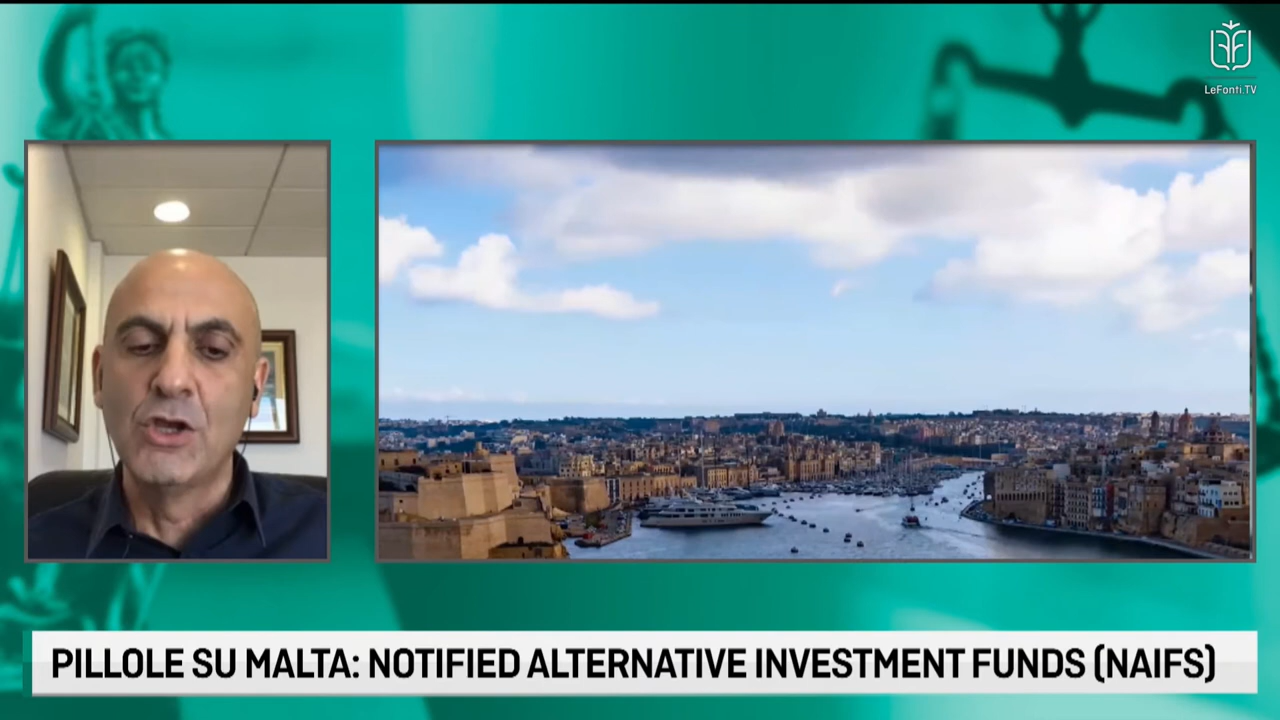 LeFonti.TV
PILLOLE SU MALTA: NOTIFIED ALTERNATIVE INVESTMENT FUNDS (NAIFS)